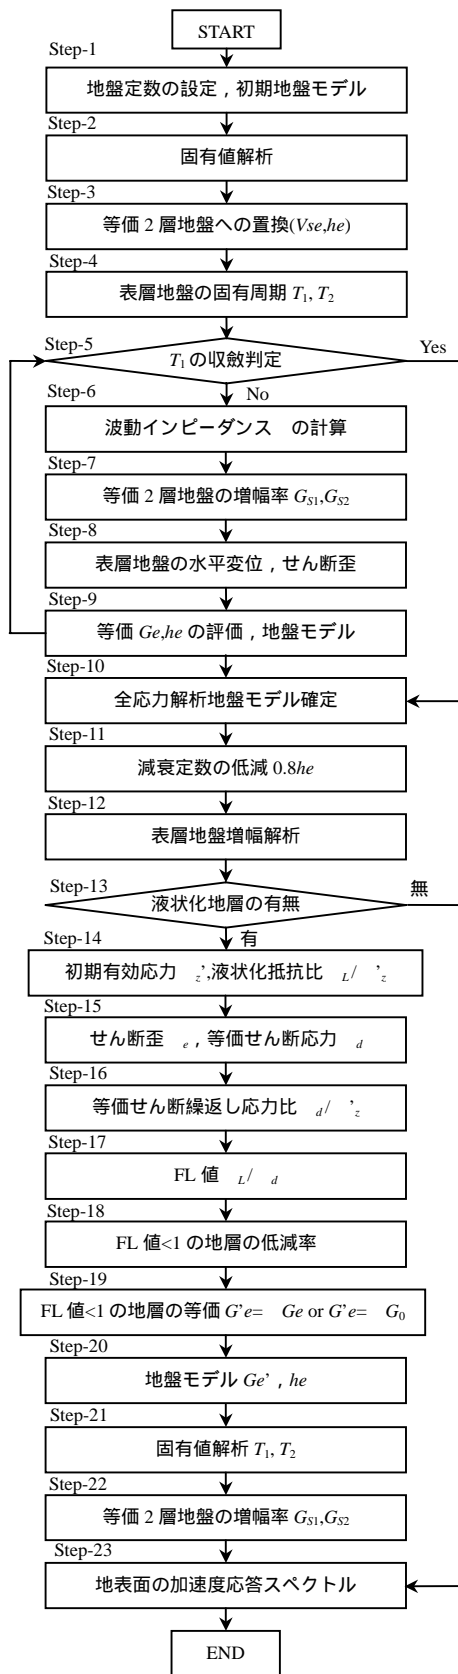 START
Step-1
地盤定数の設定，初期地盤モデル
Step-2
固有値解析
Step-3
等価 2 層地盤への置換(Vse,he)
Step-4
表層地盤の固有周期 T1, T2
Step-5
Yes
T1 の収斂判定
Step-6
No
波動インピーダンス の計算
Step-7
等価 2 層地盤の増幅率 GS1,GS2
Step-8
表層地盤の水平変位，せん断歪
Step-9
等価 Ge,he の評価，地盤モデル
Step-10
全応力解析地盤モデル確定
Step-11
減衰定数の低減 0.8he
Step-12
表層地盤増幅解析
Step-13
無
液状化地層の有無
Step-14
有
初期有効応力 z',液状化抵抗比 L/ 'z
Step-15
せん断歪 e，等価せん断応力 d
Step-16
等価せん断繰返し応力比 d/ 'z
Step-17
FL 値 L/ d
Step-18
FL 値<1 の地層の低減率
Step-19
FL 値<1 の地層の等価 G'e= Ge or G'e= G0
Step-20
地盤モデル Ge'，he
Step-21
固有値解析 T1, T2
Step-22
等価 2 層地盤の増幅率 GS1,GS2
Step-23
地表面の加速度応答スペクトル
END